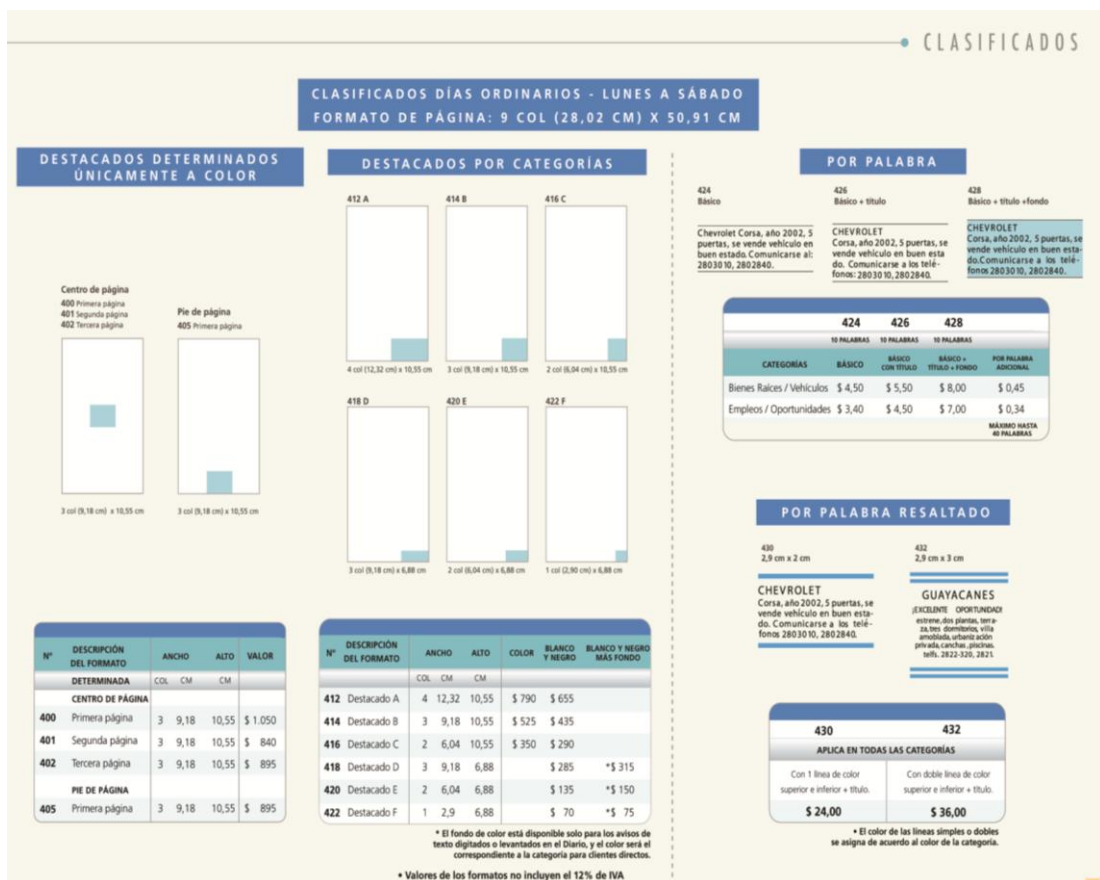 CLASIFICADOS
CLASIFICADOS DÍAS ORDINARIOS - LUNES A SÁBADO
FORMATO DE PÁGINA: 9 COL (28,02 CM) X 50,91 CM
DESTACADOS DETERMINADOS
ÚNICAMENTE A COLOR
Centro de página
400 Primera página
401 Segunda página
402 Tercera página
3 col (9,18 cm) x 10,55 cm
Pie de página
405 Primera página
3 col (9,18 cm) x 10,55 cm
Nº DESCRIPCIÓN DEL FORMATO ANCHO ALTO VALOR
DETERMINADA COL CM CM
CENTRO DE PÁGINA
400 Primera página 3 9,18 10,55 $ 1.050
401 Segunda página 3 9,18 10,55 $ 840
402 Tercera página 3 9,18 10,55 $ 895
PIE DE PÁGINA
405 Primera página 3 9,18 10,55 $ 895
DESTACADOS POR CATEGORÍAS
412 A 414 B 416 C
4 col (12,32 cm) x 10,55 cm 3 col (9,18 cm) x 10,55 cm 2 col (6,04 cm) x 10,55 cm
418 D 420 E 422 F
3 col (9,18 cm) x 6,88 cm 2 col (6,04 cm) x 6,88 cm 1 col (2,90 cm) x 6,88 cm
Nº DESCRIPCIÓN DEL FORMATO ANCHO ALTO COLOR BLANCO Y NEGRO BLANCO Y NEGRO MÁS FONDO
COL CM CM
412 Destacado A 4 12,32 10,55 $ 790 $ 655
414 Destacado B 3 9,18 10,55 $ 525 $ 435
416 Destacado C 2 6,04 10,55 $ 350 $ 290
418 Destacado D 3 9,18 6,88 $ 285 *$ 315
420 Destacado E 2 6,04 6,88 $ 135 *$ 150
422 Destacado F 1 2,9 6,88 $ 70 *$ 75
* El fondo de color está disponible solo para los avisos de
texto digitados o levantados en el Diario, y el color será el
correspondiente a la categoría para clientes directos.
• Valores de los formatos no incluyen el 12% de IVA
POR PALABRA
424
Básico
Chevrolet Corsa, año 2002, 5
puertas, se vende vehículo en
buen estado. Comunicarse al:
2803010, 2802840.
426
Básico + título
CHEVROLET
Corsa, año 2002, 5 puertas, se
vende vehículo en buen esta
do. Comunicarse a los telé-
fonos: 2803010, 2802840.
428
Básico + título +fondo
CHEVROLET
Corsa, año 2002, 5 puertas, se
vende vehículo en buen esta-
do.Comunicarse a los telé-
fonos 2803010, 2802840.
424 426 428
10 PALABRAS 10 PALABRAS 10 PALABRAS
CATEGORÍAS BÁSICO BÁSICO CON TÍTULO BÁSICO + TÍTULO + FONDO POR PALABRA ADICIONAL
Bienes Raíces / Vehículos $ 4,50 $ 5,50 $ 8,00 $ 0,45
Empleos / Oportunidades $ 3,40 $ 4,50 $ 7,00 $ 0,34
MÁXIMO HASTA
40 PALABRAS
POR PALABRA RESALTADO
430
2,9 cm x 2 cm
CHEVROLET
Corsa, año 2002, 5 puertas, se
vende vehículo en buen esta-
do. Comunicarse a los telé-
fonos 2803010, 2802840.
432
2,9 cm x 3 cm
GUAYACANES
¡EXCELENTE OPORTUNIDAD!
estrene, dos plantas, terra-
za, tres dormitorios, villa
amoblada, urbanización
privada, canchas, piscinas.
telfs. 2822-320, 2821.
430 432
APLICA EN TODAS LAS CATEGORÍAS
Con 1 línea de color Con doble línea de color
superior e inferior + título. superior e inferior + título.
$ 24,00 $ 36,00
• El color de las líneas simples o dobles
se asigna de acuerdo al color de la categoría.